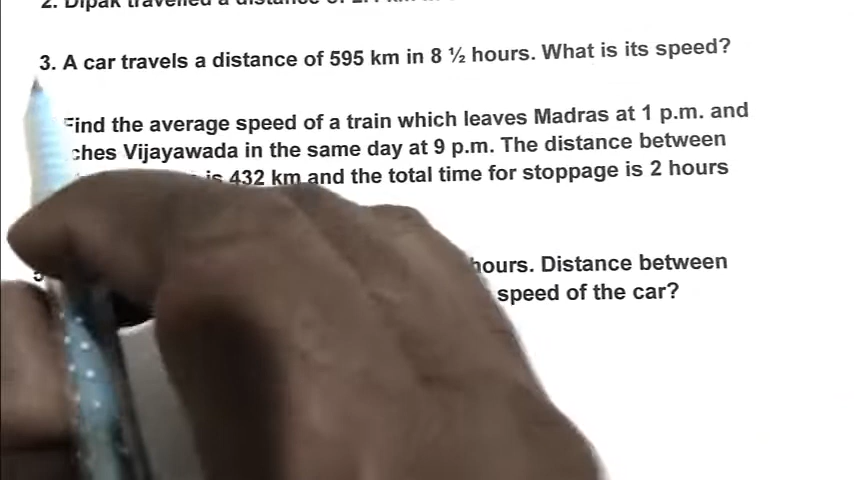 2. Dipak travelled a distance of
3. A car travels a distance of 595 km in 8 ½ hours. What is its speed?
Find the average speed of a train which leaves Madras at 1 p.m. and
ches Vijayawada in the same day at 9 p.m. The distance between
is 432 km and the total time for stoppage is 2 hours
hours. Distance between
speed of the car?